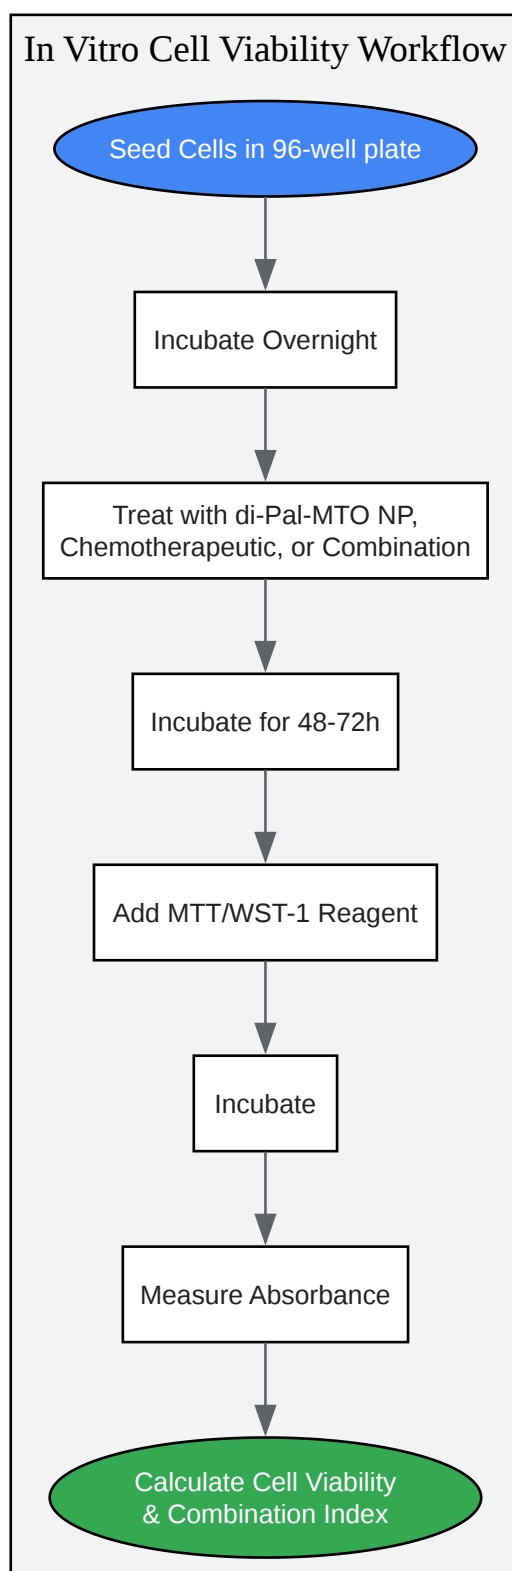 In Vitro Cell Viability Workflow
Seed Cells in 96-well plate
Incubate Overnight
Treat with di-Pal-MTO NP,
Chemotherapeutic, or Combination
Incubate for 48-72h
Add MTT/WST-1 Reagent
Incubate
Measure Absorbance
Calculate Cell Viability
& Combination Index